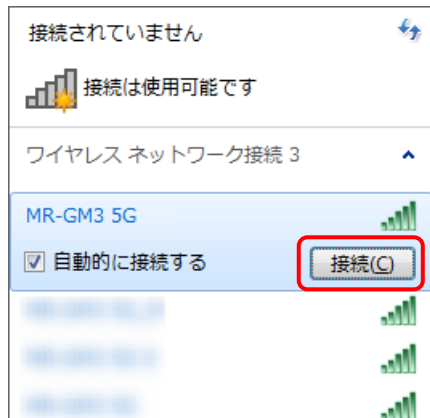 接続されていません
接続は使用可能です
ワイヤレス ネットワーク接続 3
MR-GM3 5G
自動的に接続する
接続(C)